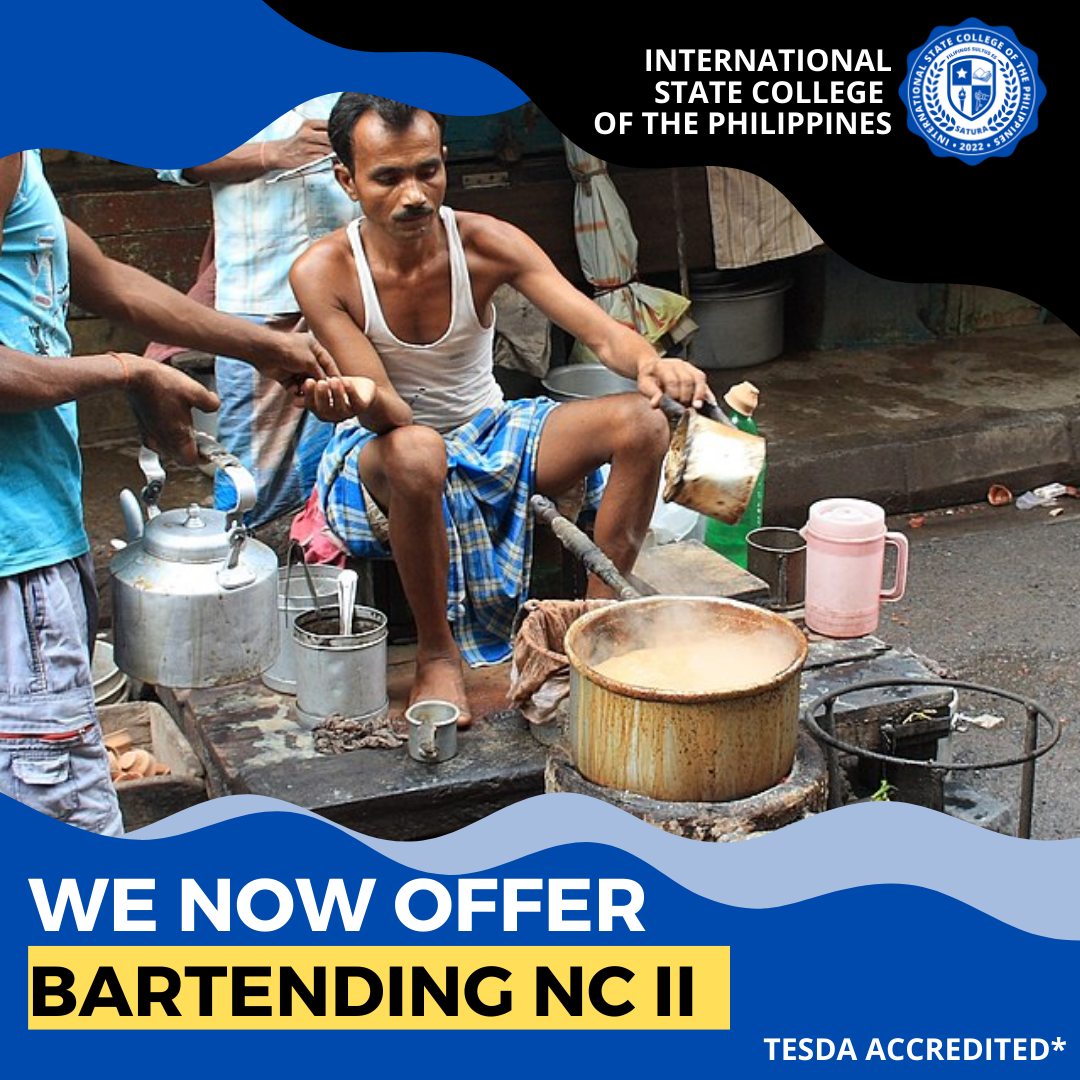 INTERNATIONAL
STATE COLLEGE
OF THE PHILIPPINES
INTERNATIONAL STATE COLLEGE OF THE PHILIPPINES
SATURA
• 2022 •
WE NOW OFFER
BARTENDING NC II
TESDA ACCREDITED*